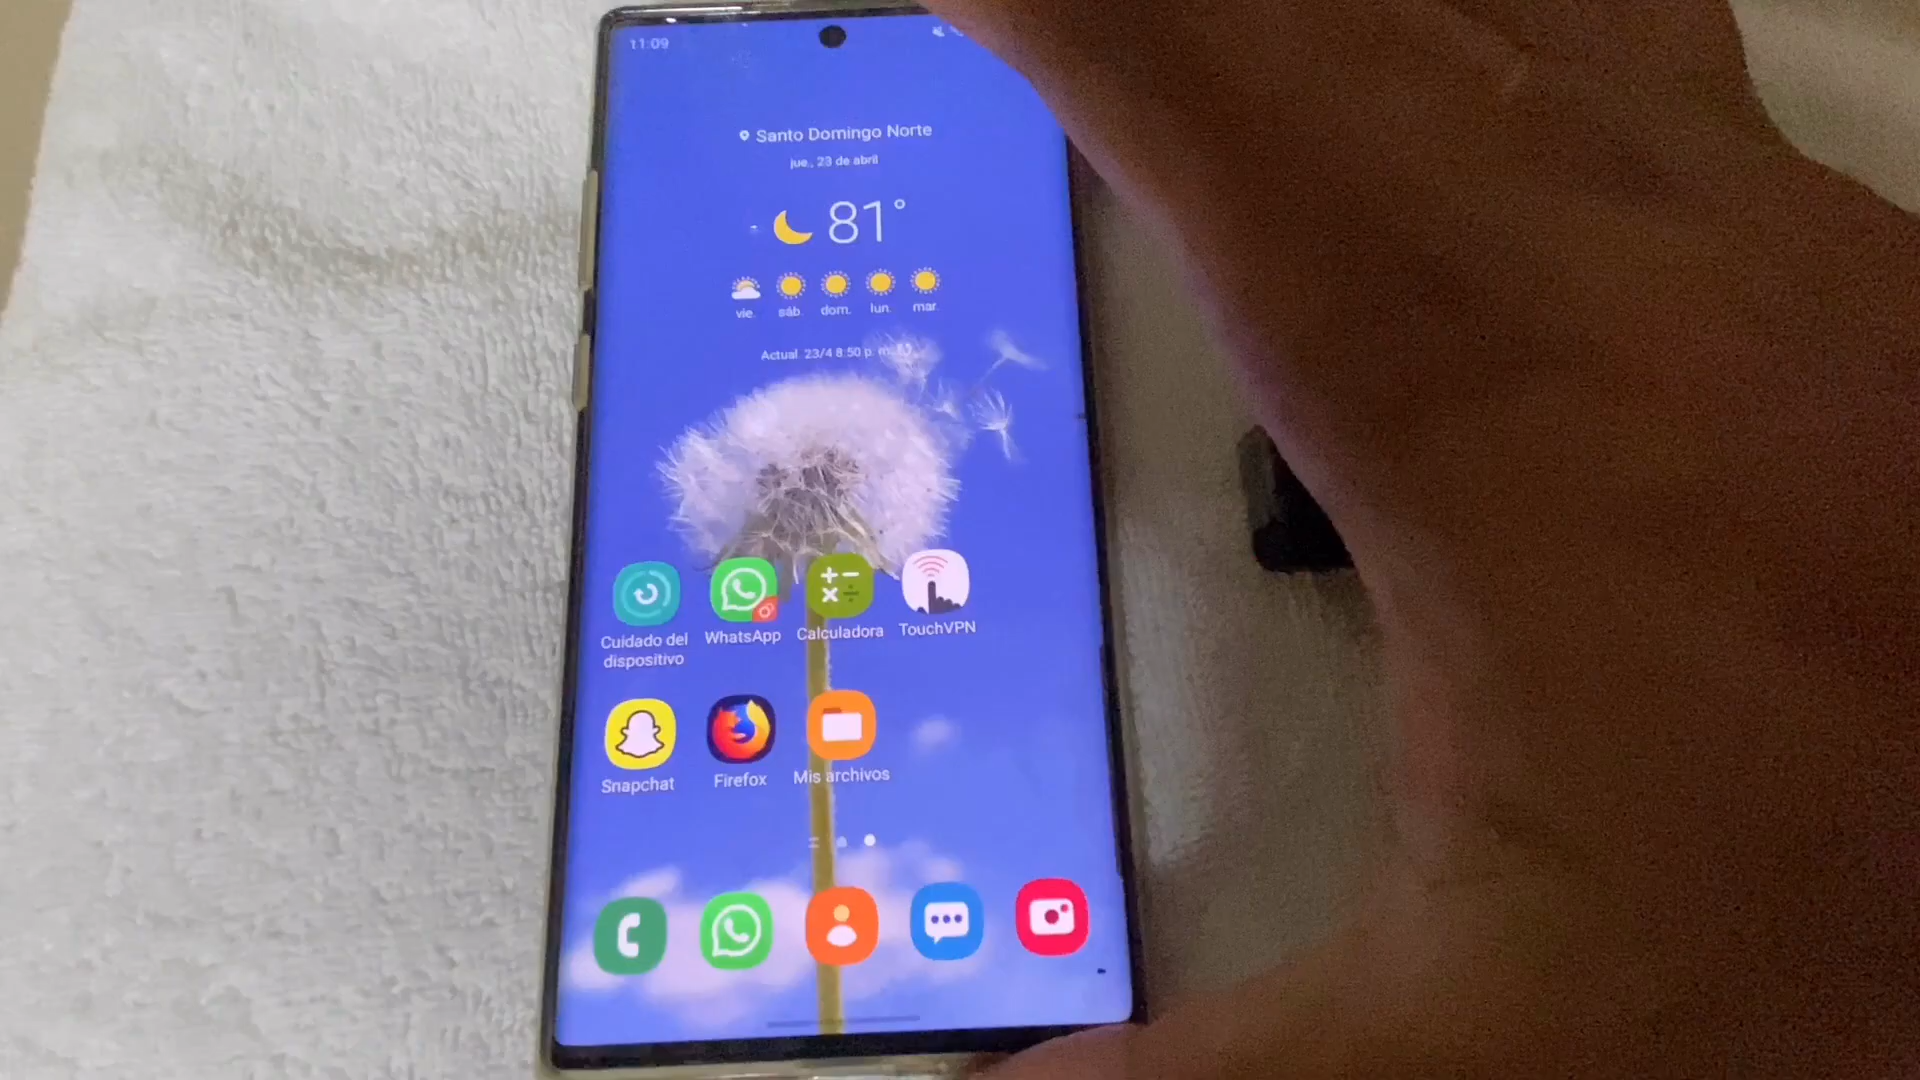 11:09
Santo Domingo Norte
jue., 23 de abril
81°
vie. sáb. dom. lun. mar.
Actual. 23/4 8:50 p. m.
Cuidado del
dispositivo
WhatsApp
Calculadora
TouchVPN
Snapchat
Firefox
Mis archivos